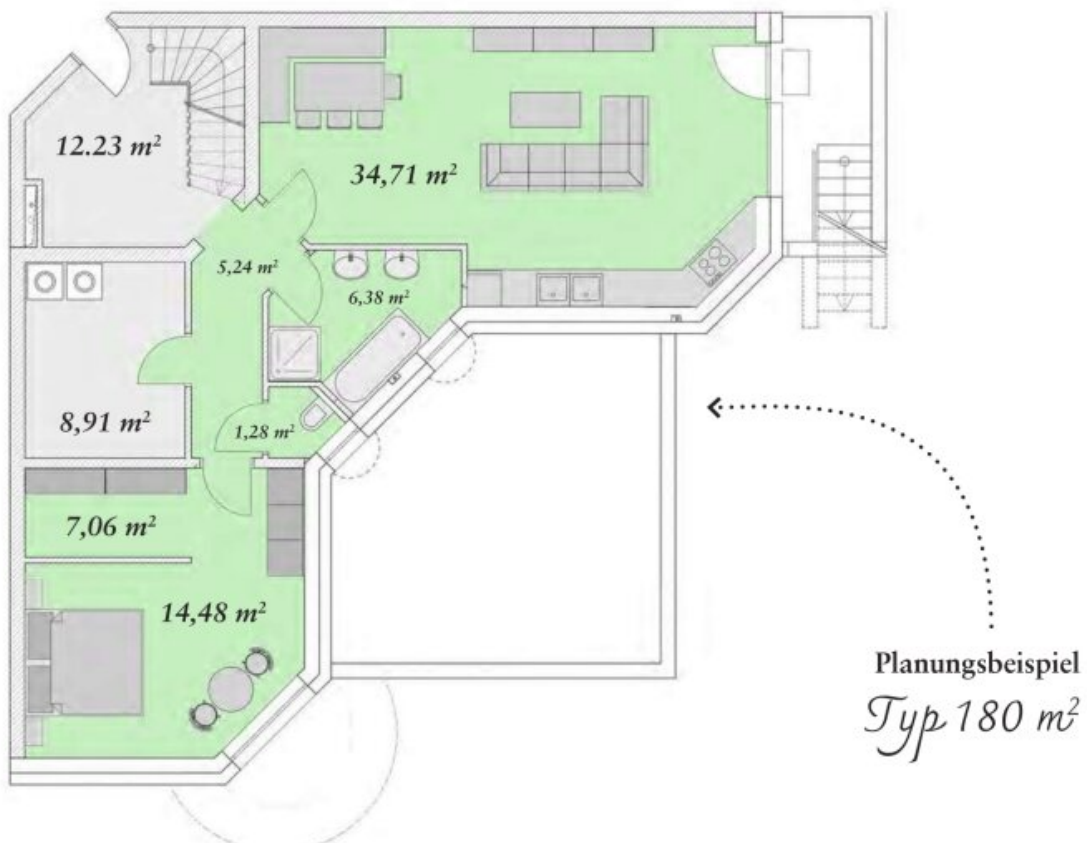 12.23 m²
34,71 m²
5,24 m²
6,38 m²
8,91 m²
1,28 m²
7,06 m²
14,48 m²
Planungsbeispiel
Typ 180 m²